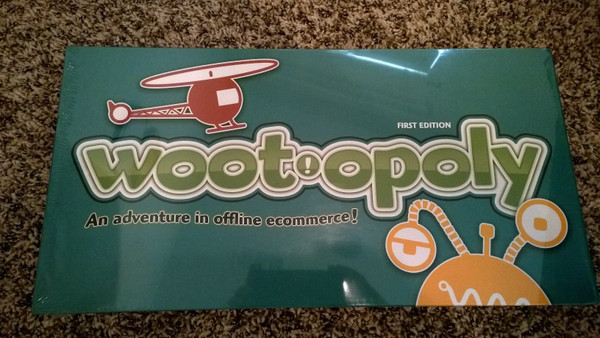 FIRST EDITION
woot!opoly
An adventure in offline ecommerce!